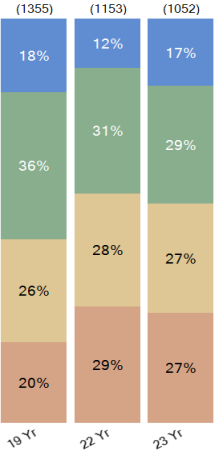 (1355) (1153) (1052)
18% 12% 17%
36% 31% 29%
26% 28% 27%
20% 29% 27%
19 Yr 22 Yr 23 Yr